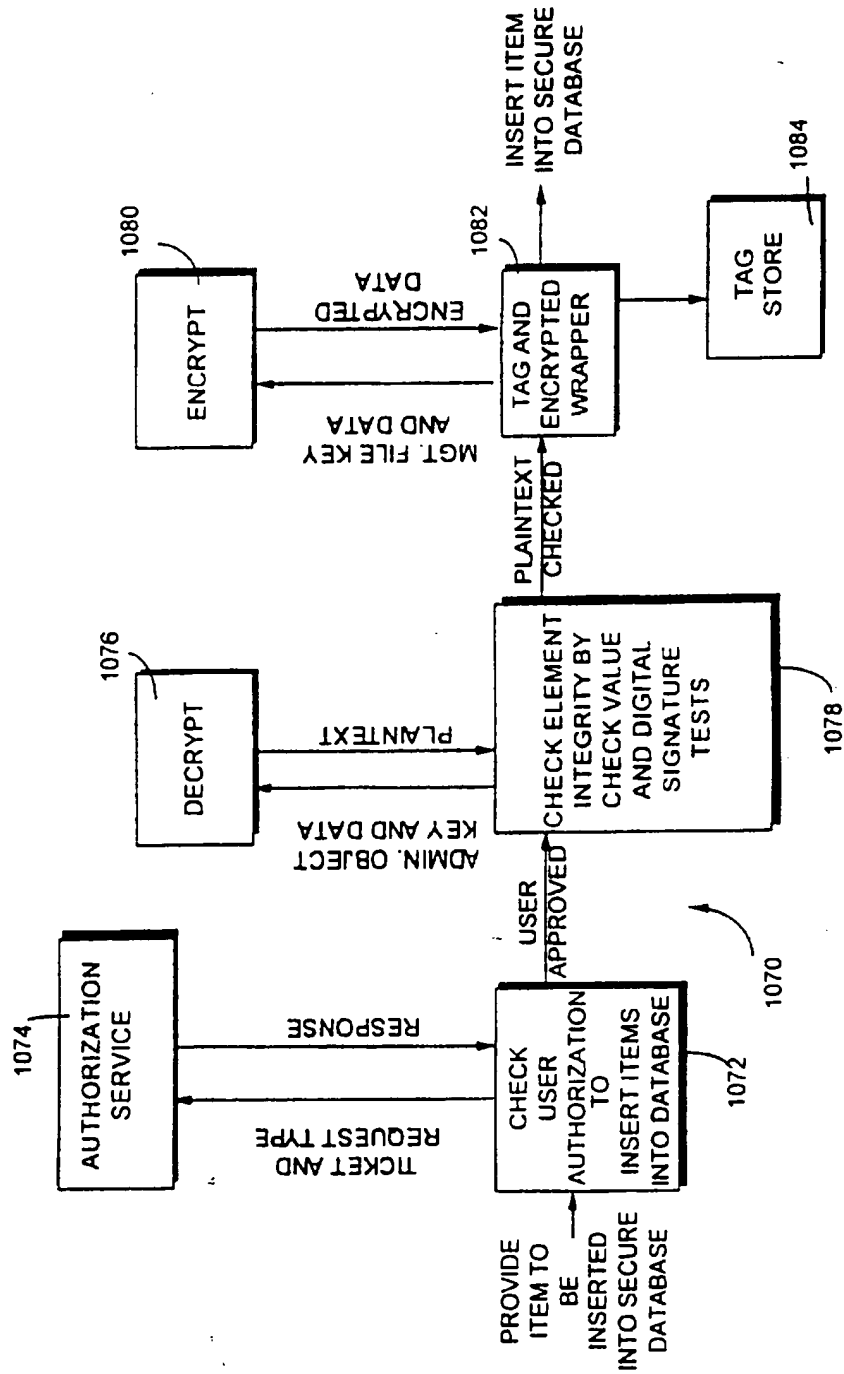 PROVIDE
ITEM TO
BE
INSERTED
INTO SECURE
DATABASE
1074
AUTHORIZATION
SERVICE
TICKET AND
REQUEST TYPE
RESPONSE
CHECK
USER
AUTHORIZATION
TO
INSERT ITEMS
INTO DATABASE
1072
USER
APPROVED
1070
1076
DECRYPT
ADMIN. OBJECT
KEY AND DATA
PLAINTEXT
CHECK ELEMENT
INTEGRITY BY
CHECK VALUE
AND DIGITAL
SIGNATURE
TESTS
1078
PLAINTEXT
CHECKED
1080
ENCRYPT
MGT. FILE KEY
AND DATA
ENCRYPTED
DATA
1082
TAG AND
ENCRYPTED
WRAPPER
INSERT ITEM
INTO SECURE
DATABASE
TAG
STORE
1084